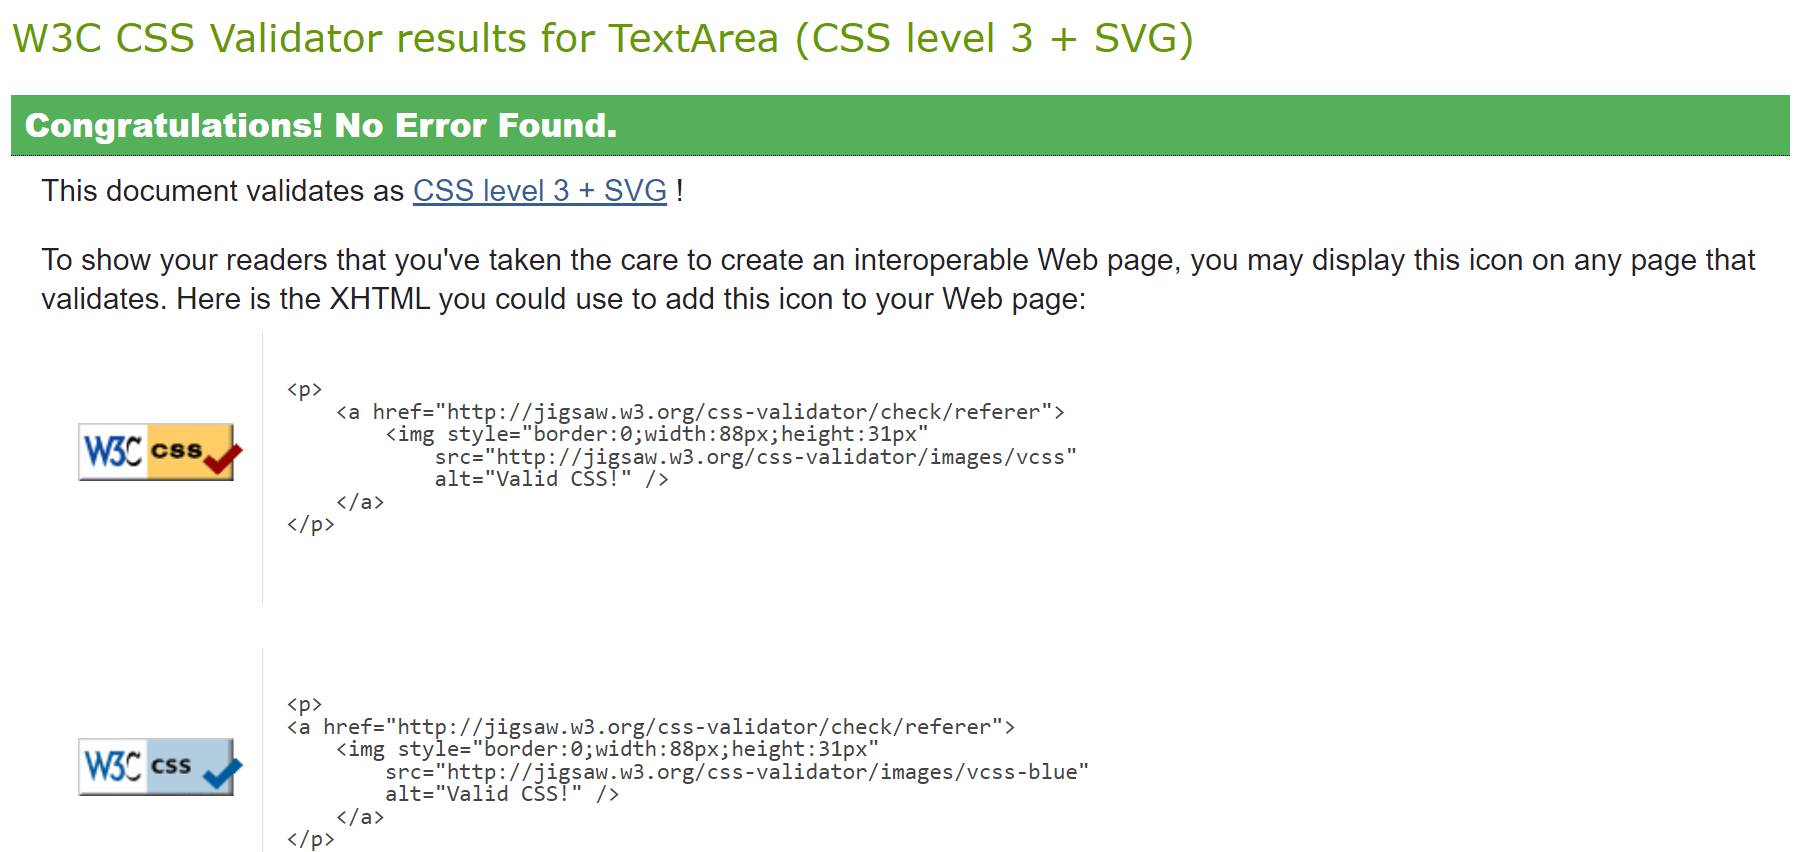 W3C CSS Validator results for TextArea (CSS level 3 + SVG)
Congratulations! No Error Found.
This document validates as CSS level 3 + SVG !
To show your readers that you've taken the care to create an interoperable Web page, you may display this icon on any page that
validates. Here is the XHTML you could use to add this icon to your Web page:
<p>
<a href="http://jigsaw.w3.org/css-validator/check/referer">
<img style="border:0;width:88px;height:31px"
W3C css
src="http://jigsaw.w3.org/css-validator/images/vcss"
alt="Valid CSS!" />
</a>
</p>
<p>
<a href="http://jigsaw.w3.org/css-validator/check/referer">
<img style="border:0;width:88px;height:31px"
W3C css
src="http://jigsaw.w3.org/css-validator/images/vcss-blue"
alt="Valid CSS!" />
</a>
</p>